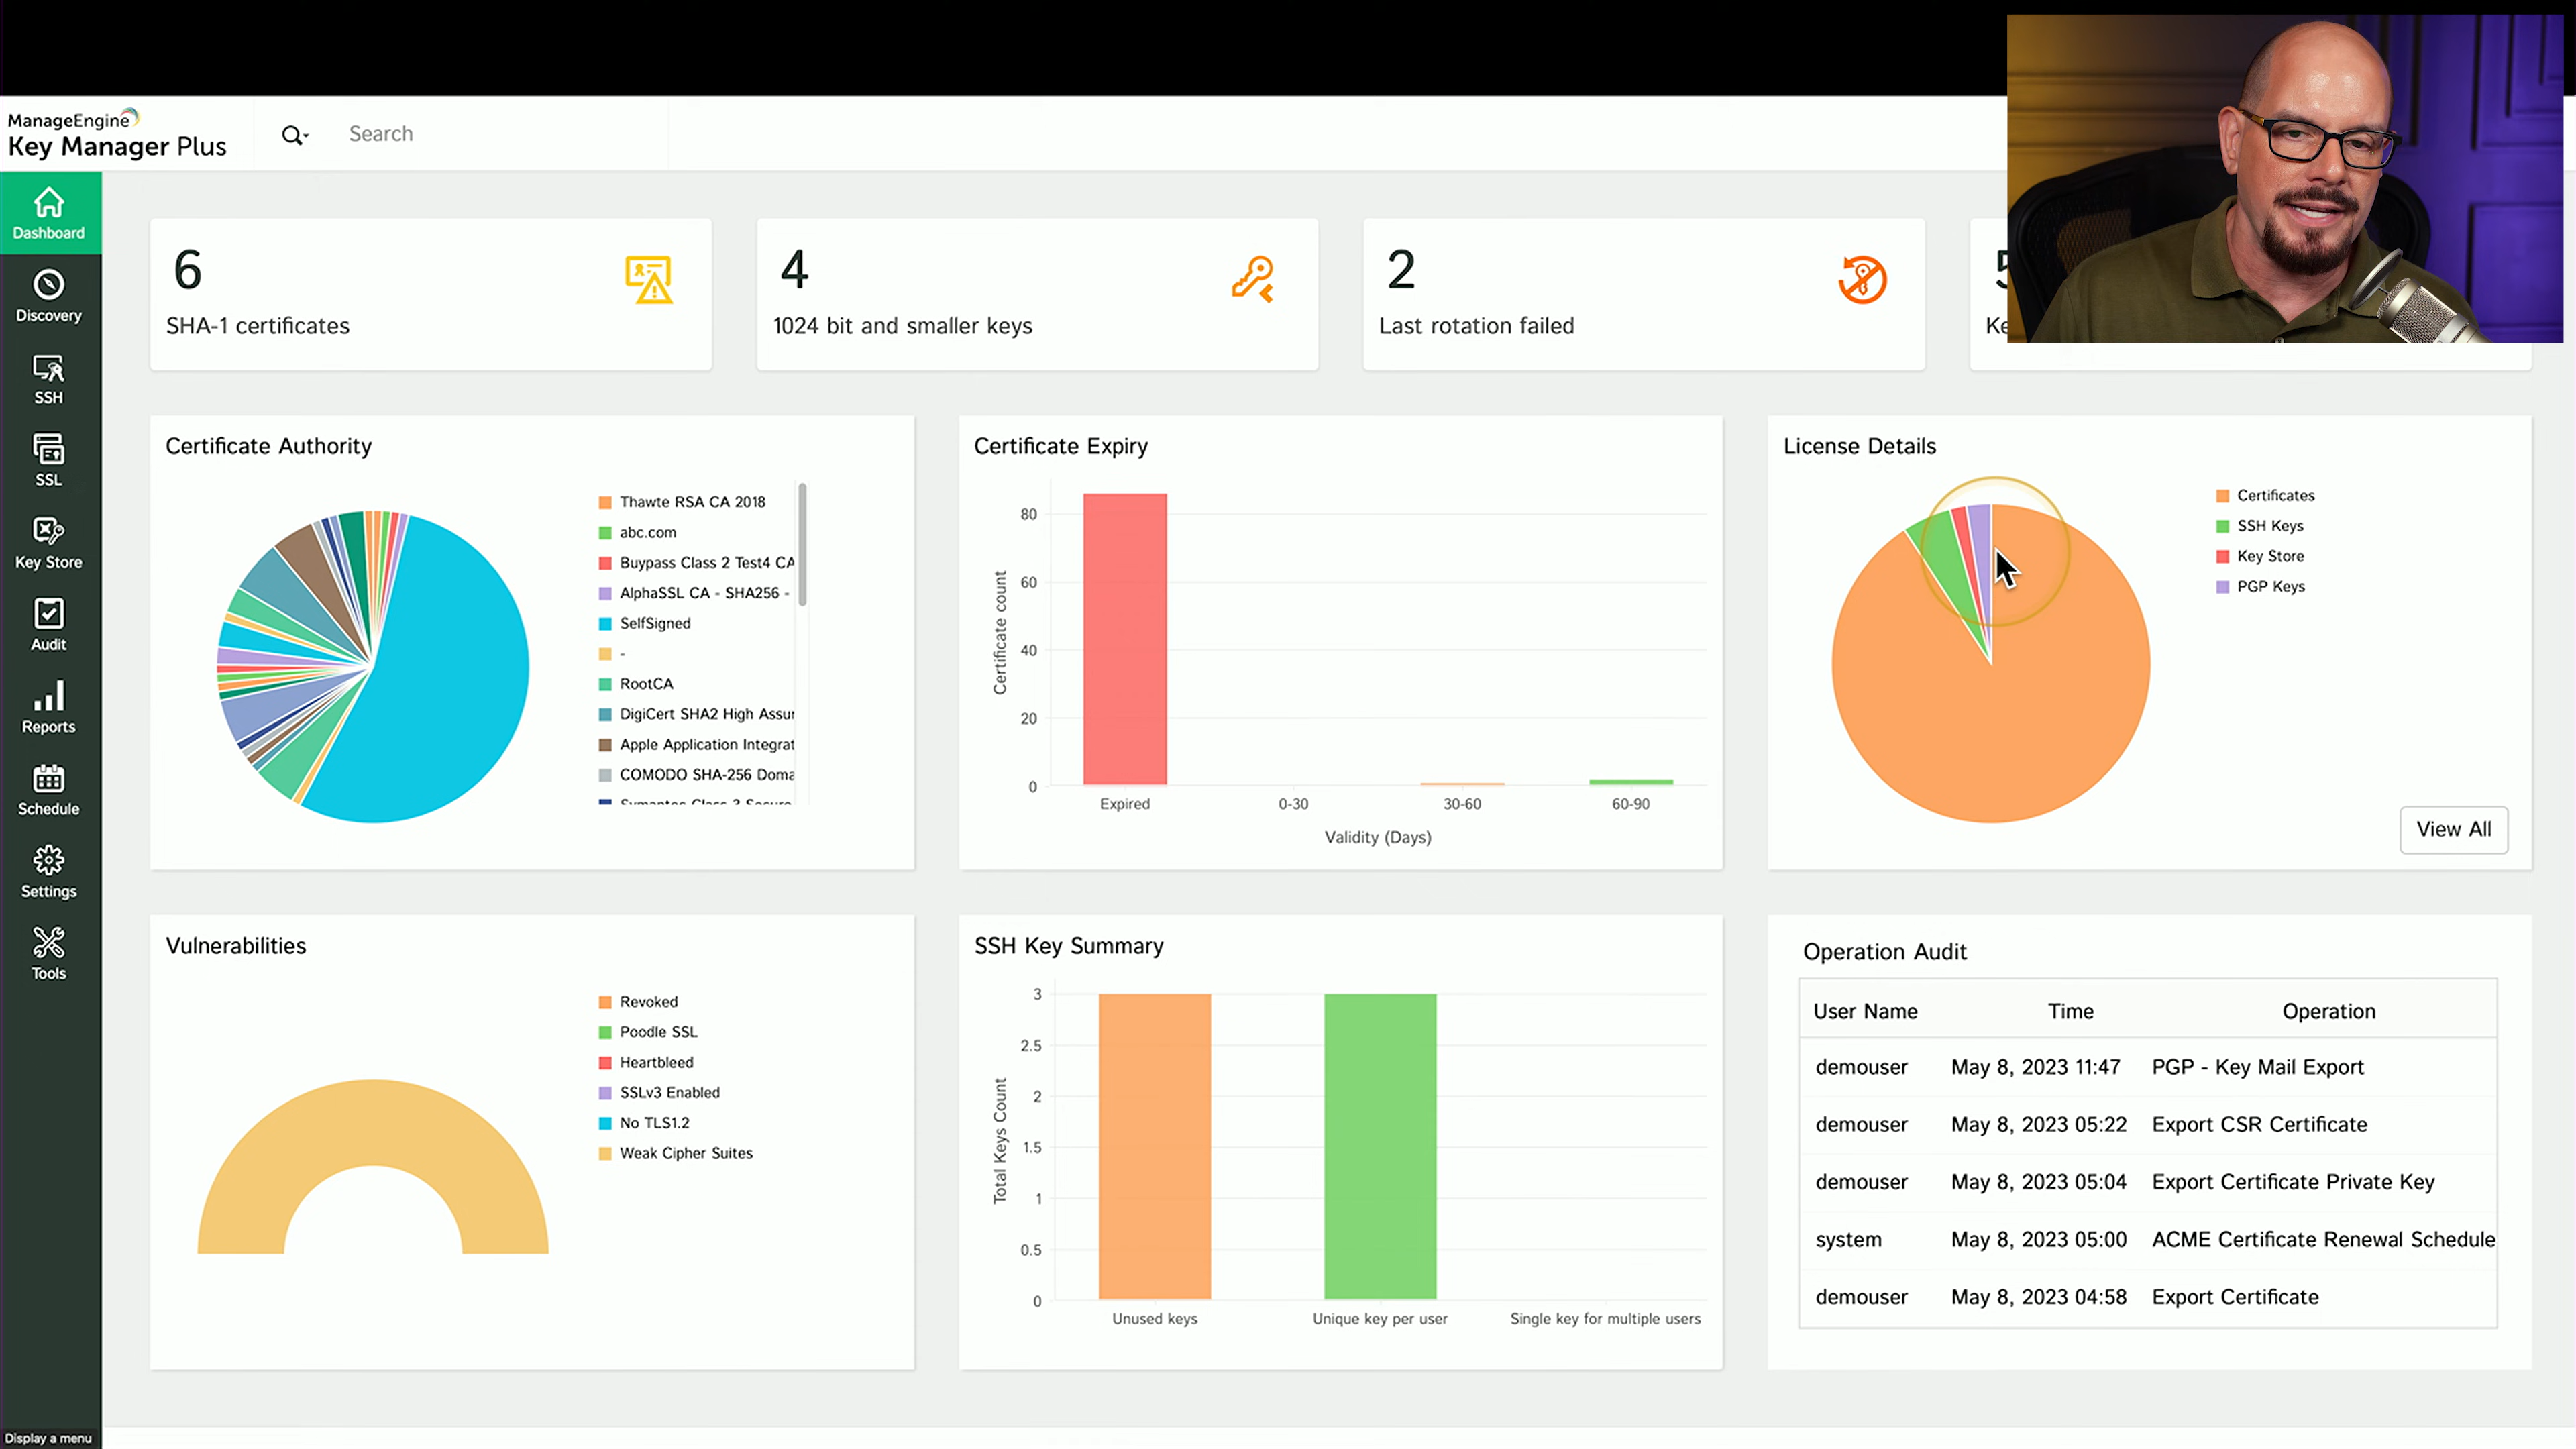 ManageEngine
Key Manager Plus
Search
Dashboard
Discovery
SSH
SSL
Key Store
Audit
Reports
Schedule
Settings
Tools
Display a menu
6
SHA-1 certificates
4
1024 bit and smaller keys
2
Last rotation failed
Certificate Authority
Thawte RSA CA 2018
abc.com
Buypass Class 2 Test4 CA
AlphaSSL CA - SHA256 -
SelfSigned
-
RootCA
DigiCert SHA2 High Assur
Apple Application Integrat
COMODO SHA-256 Doma
Symantec Class 3 Secure
Certificate Expiry
Certificate count
80
60
40
20
0
Expired
0-30
30-60
60-90
Validity (Days)
License Details
Certificates
SSH Keys
Key Store
PGP Keys
View All
Vulnerabilities
Revoked
Poodle SSL
Heartbleed
SSLv3 Enabled
No TLS1.2
Weak Cipher Suites
SSH Key Summary
Total Keys Count
3
2.5
2
1.5
1
0.5
0
Unused keys
Unique key per user
Single key for multiple users
Operation Audit
User Name Time Operation
demouser May 8, 2023 11:47 PGP - Key Mail Export
demouser May 8, 2023 05:22 Export CSR Certificate
demouser May 8, 2023 05:04 Export Certificate Private Key
system May 8, 2023 05:00 ACME Certificate Renewal Schedule
demouser May 8, 2023 04:58 Export Certificate